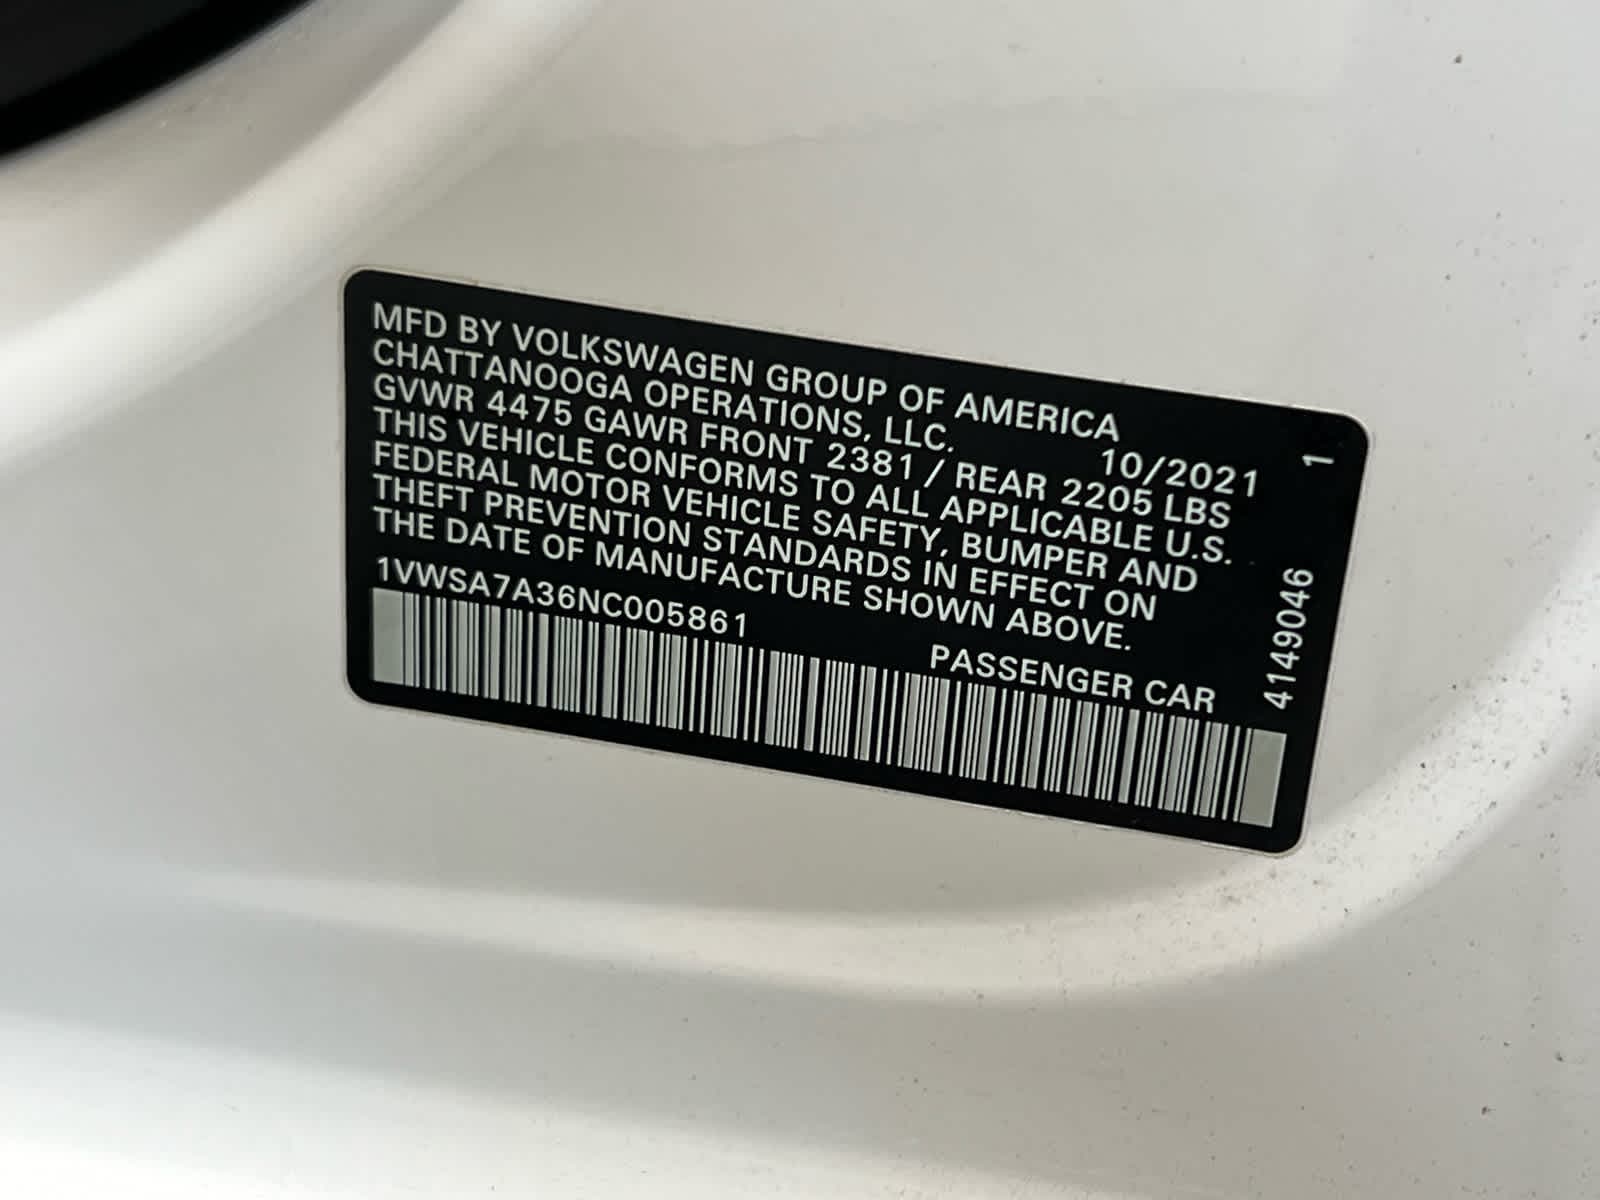 MFD BY VOLKSWAGEN GROUP OF AMERICA
CHATTANOOGA OPERATIONS, LLC. 10/2021
GVWR 4475 GAWR FRONT 2381 / REAR 2205 LBS
THIS VEHICLE CONFORMS TO ALL APPLICABLE U.S.
FEDERAL MOTOR VEHICLE SAFETY, BUMPER AND
THEFT PREVENTION STANDARDS IN EFFECT ON
THE DATE OF MANUFACTURE SHOWN ABOVE.
1VWSA7A36NC005861 PASSENGER CAR
4149046 1